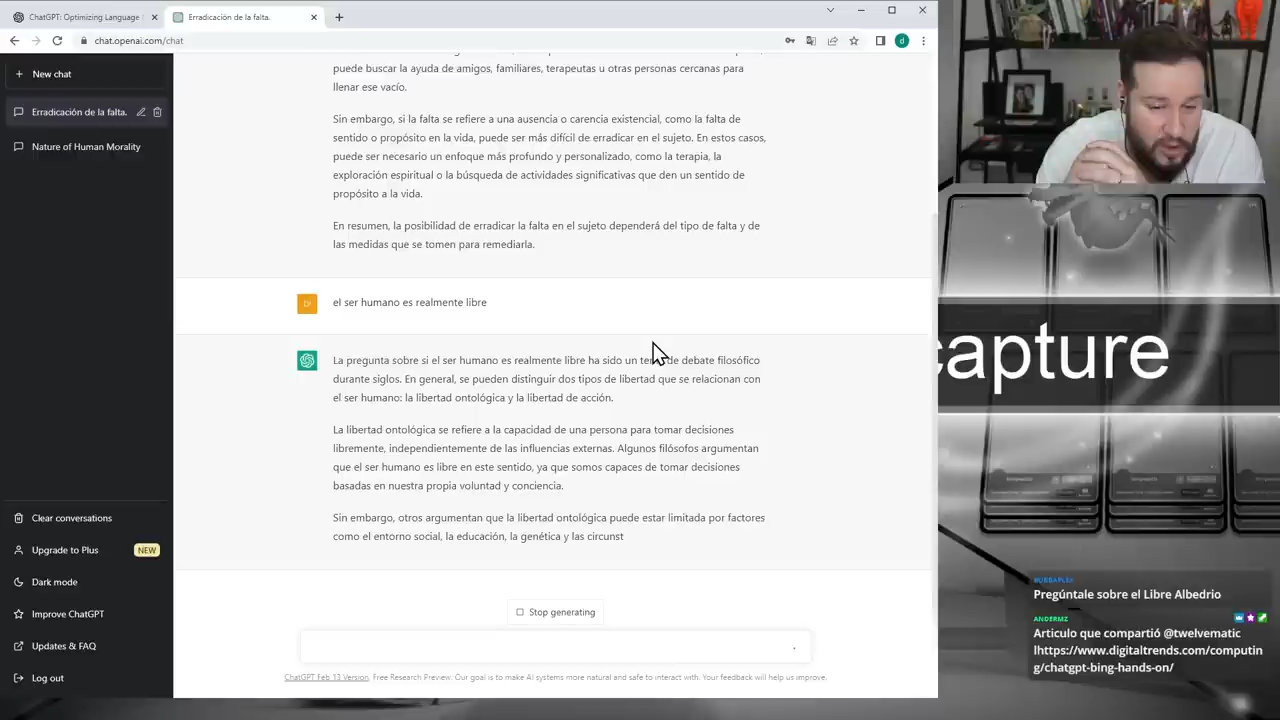 ChatGPT: Optimizing Language
Erradicación de la falta.
chat.openai.com/chat
d
New chat
Erradicación de la falta.
Nature of Human Morality
Clear conversations
Upgrade to Plus
NEW
Dark mode
Improve ChatGPT
Updates & FAQ
Log out
puede buscar la ayuda de amigos, familiares, terapeutas u otras personas cercanas para
llenar ese vacío.
Sin embargo, si la falta se refiere a una ausencia o carencia existencial, como la falta de
sentido o propósito en la vida, puede ser más difícil de erradicar en el sujeto. En estos casos,
puede ser necesario un enfoque más profundo y personalizado, como la terapia, la
exploración espiritual o la búsqueda de actividades significativas que den un sentido de
propósito a la vida.
En resumen, la posibilidad de erradicar la falta en el sujeto dependerá del tipo de falta y de
las medidas que se tomen para remediarla.
DI
el ser humano es realmente libre
La pregunta sobre si el ser humano es realmente libre ha sido un de debate filosófico
durante siglos. En general, se pueden distinguir dos tipos de libertad que se relacionan con
el ser humano: la libertad ontológica y la libertad de acción.
La libertad ontológica se refiere a la capacidad de una persona para tomar decisiones
libremente, independientemente de las influencias externas. Algunos filósofos argumentan
que el ser humano es libre en este sentido, ya que somos capaces de tomar decisiones
basadas en nuestra propia voluntad y conciencia.
Sin embargo, otros argumentan que la libertad ontológica puede estar limitada por factores
como el entorno social, la educación, la genética y las circunst
Stop generating
ChatGPT Feb 13 Version. Free Research Preview. Our goal is to make AI systems more natural and safe to interact with. Your feedback will help us improve.
capture
Pregúntale sobre el Libre Albedrio
ANDERMZ
Articulo que compartió @twelvematic
lhttps://www.digitaltrends.com/computin
g/chatgpt-bing-hands-on/